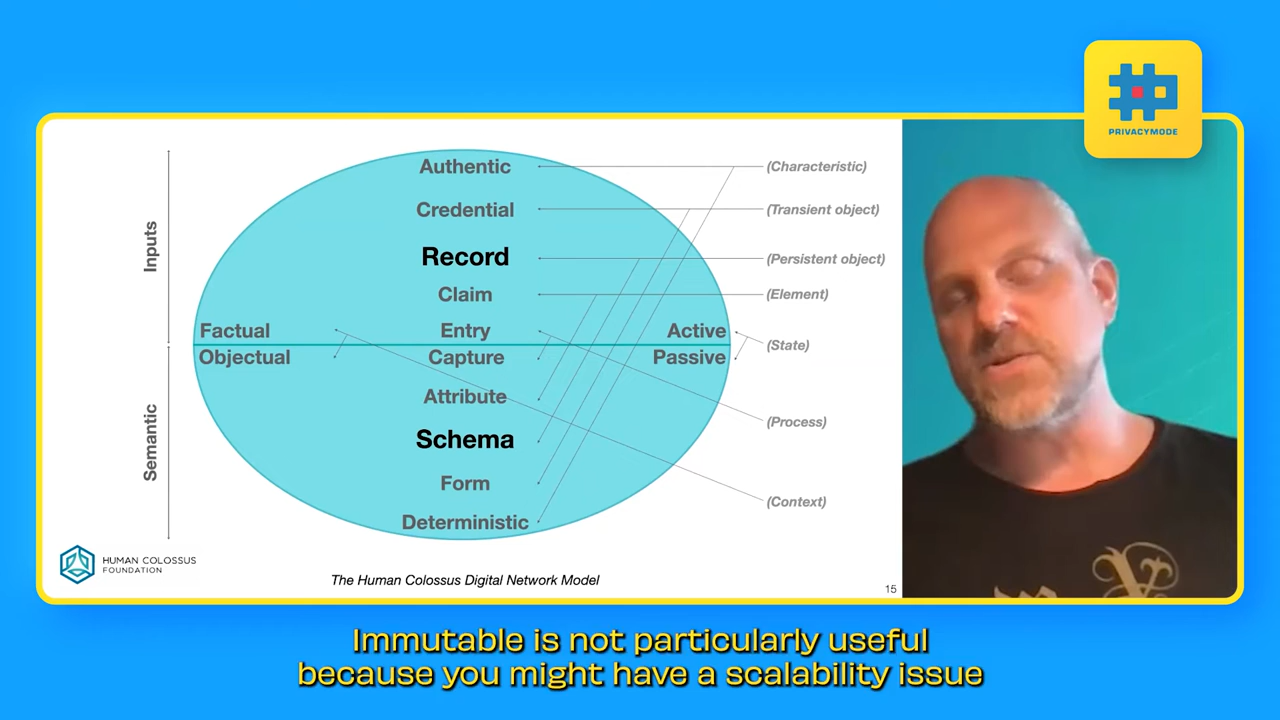 PRIVACYMODE
Inputs
Semantic
Authentic
(Characteristic)
Credential
(Transient object)
Record
(Persistent object)
Claim
(Element)
Factual
Entry
Active
(State)
Objectual
Capture
Passive
Attribute
(Process)
Schema
Form
(Context)
Deterministic
HUMAN COLOSSUS
FOUNDATION
The Human Colossus Digital Network Model
15
Immutable is not particularly useful
because you might have a scalability issue